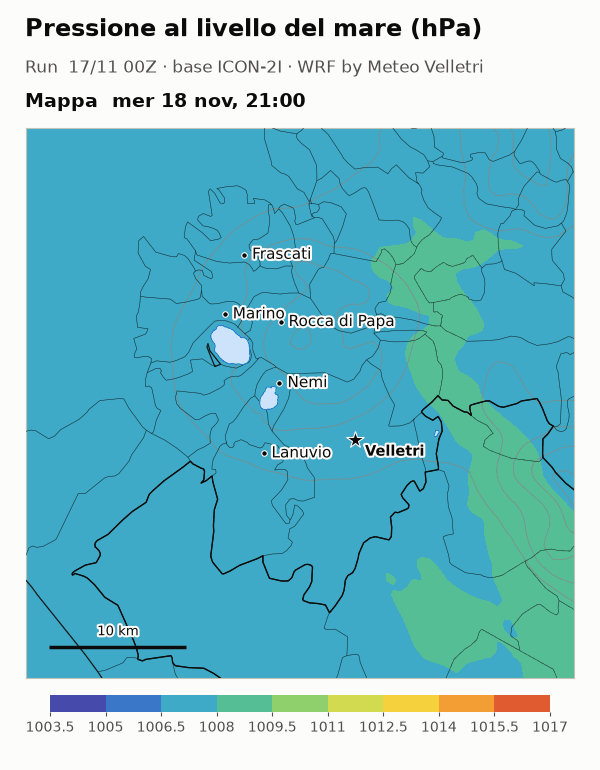 Pressione al livello del mare (hPa)
Run  17/11 00Z · base ICON-2I · WRF by Meteo Velletri
Mappa  mer 18 nov, 21:00
Frascati
Marino
Rocca di Papa
Nemi
Velletri
Lanuvio
10 km
1003.5 1005 1006.5 1008 1009.5 1011 1012.5 1014 1015.5 1017